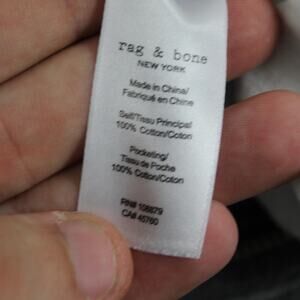 rag & bone
NEW YORK
Made in China/
Fabriqué en Chine
Self/Tissu Principal
100% Cotton/Coton
Pocketing/
Tissu de Poche
100% Cotton/Coton
RN# 108879
CA# 45760